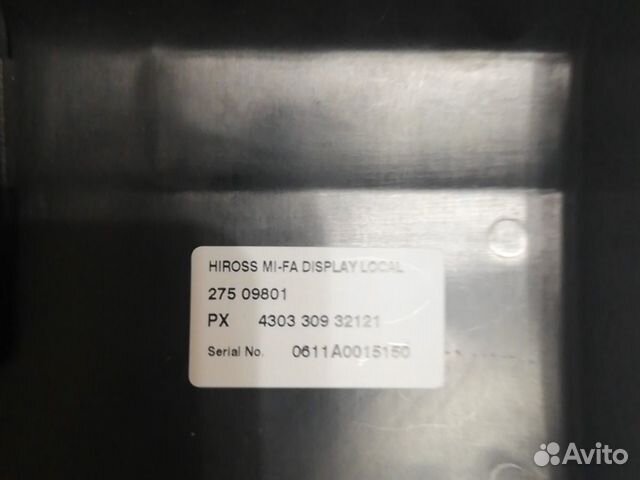 HIROSS MI-FA DISPLAY LOCAL
275 09801
PX 4303 309 32121
Serial No. 0611A0015150
Avito